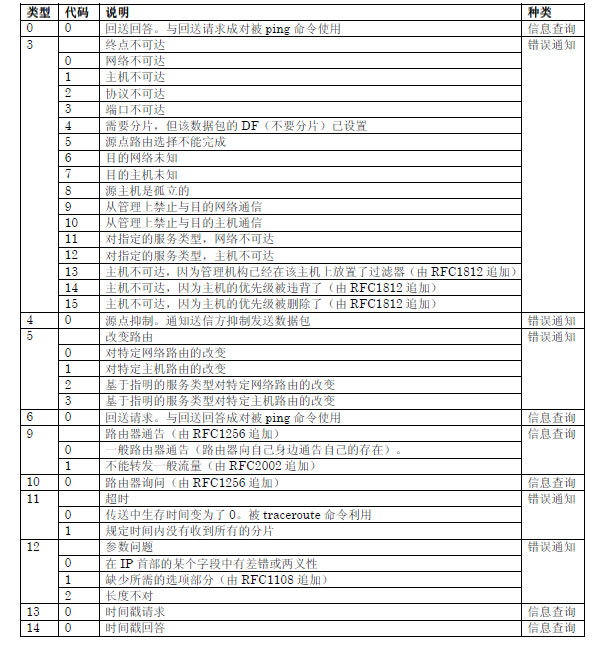 类型 代码 说明 种类
0 0 回送回答。与回送请求成对被 ping 命令使用 信息查询
3 终点不可达 错误通知
0 网络不可达
1 主机不可达
2 协议不可达
3 端口不可达
4 需要分片，但该数据包的 DF（不要分片）已设置
5 源点路由选择不能完成
6 目的网络未知
7 目的主机未知
8 源主机是孤立的
9 从管理上禁止与目的网络通信
10 从管理上禁止与目的主机通信
11 对指定的服务类型，网络不可达
12 对指定的服务类型，主机不可达
13 主机不可达，因为管理机构已经在该主机上放置了过滤器（由 RFC1812 追加）
14 主机不可达，因为主机的优先级被违背了（由 RFC1812 追加）
15 主机不可达，因为主机的优先级被删除了（由 RFC1812 追加）
4 0 源点抑制。通知送信方抑制发送数据包 错误通知
5 改变路由 错误通知
0 对特定网络路由的改变
1 对特定主机路由的改变
2 基于指明的服务类型对特定网络路由的改变
3 基于指明的服务类型对特定主机路由的改变
6 0 回送请求。与回送回答成对被 ping 命令使用 信息查询
9 路由器通告（由 RFC1256 追加） 信息查询
0 一般路由器通告（路由器向自己身边通告自己的存在）。
1 不能转发一般流量（由 RFC2002 追加）
10 0 路由器询问（由 RFC1256 追加） 信息查询
11 超时 错误通知
0 传送中生存时间变为了 0。被 traceroute 命令利用
1 规定时间内没有收到所有的分片
12 参数问题 错误通知
0 在 IP 首部的某个字段中有差错或两义性
1 缺少所需的选项部分（由 RFC1108 追加）
2 长度不对
13 0 时间戳请求 信息查询
14 0 时间戳回答 信息查询